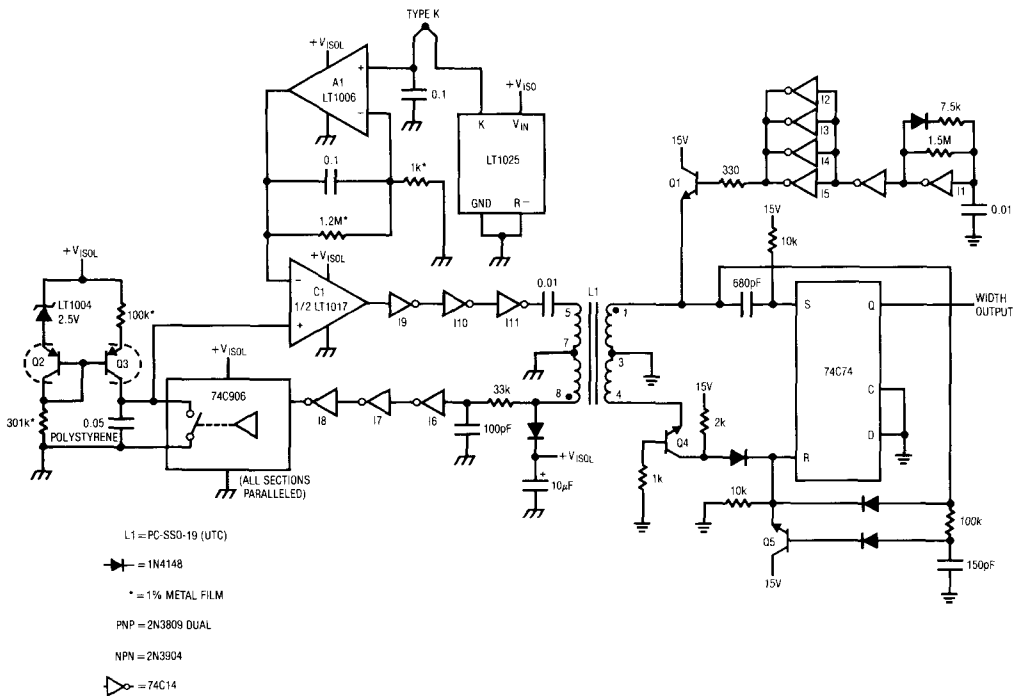 TYPE K
+VISOL
A1
LT1006
+
−
0.1
+VISO
K
VIN
LT1025
GND
R−
0.1
1k*
1.2M*
+VISOL
LT1004
2.5V
100k*
Q2
Q3
301k*
0.05
POLYSTYRENE
+VISOL
C1
1/2 LT1017
−
+
I9
I10
I11
0.01
+VISOL
74C906
(ALL SECTIONS
PARALLELED)
I8
I7
I6
100pF
33k
+VISOL
+
10µF
L1
5
7
8
1
3
4
15V
Q1
330
I2
I3
I4
I5
7.5k
1.5M
I1
0.01
15V
10k
680pF
S
Q
WIDTH
OUTPUT
74C74
C
D
R
15V
2k
Q4
1k
10k
Q5
15V
100k
150pF
L1 = PC-SSO-19 (UTC)
= 1N4148
* = 1% METAL FILM
PNP = 2N3809 DUAL
NPN = 2N3904
= 74C14